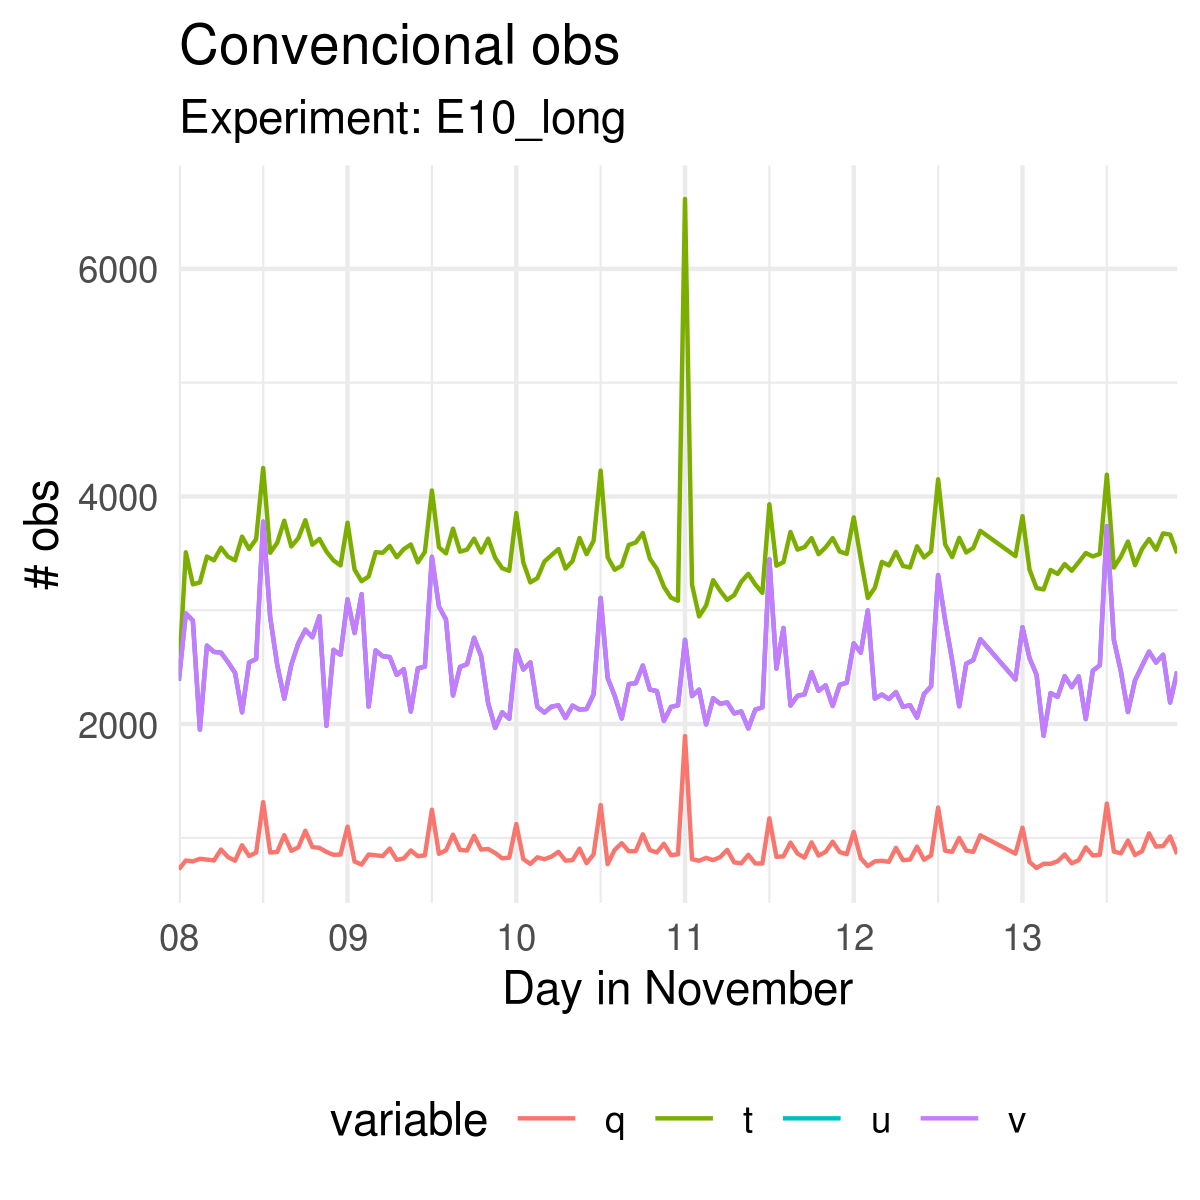 Convencional obs
Experiment: E10_long
# obs
6000
4000
2000
08 09 10 11 12 13
Day in November
variable q t u v